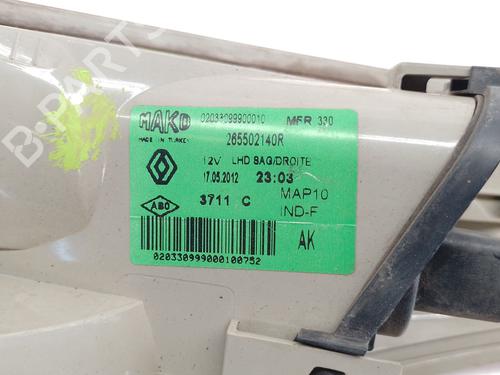 B-PARTS
MAKO 02033099900010 MFR 330
MADE IN TURKEY 265502140R
12V LHD SAG/DROITE
17.05.2012 23:03 MAP10
ABO 3711 C IND-F
AK
020330999000100752